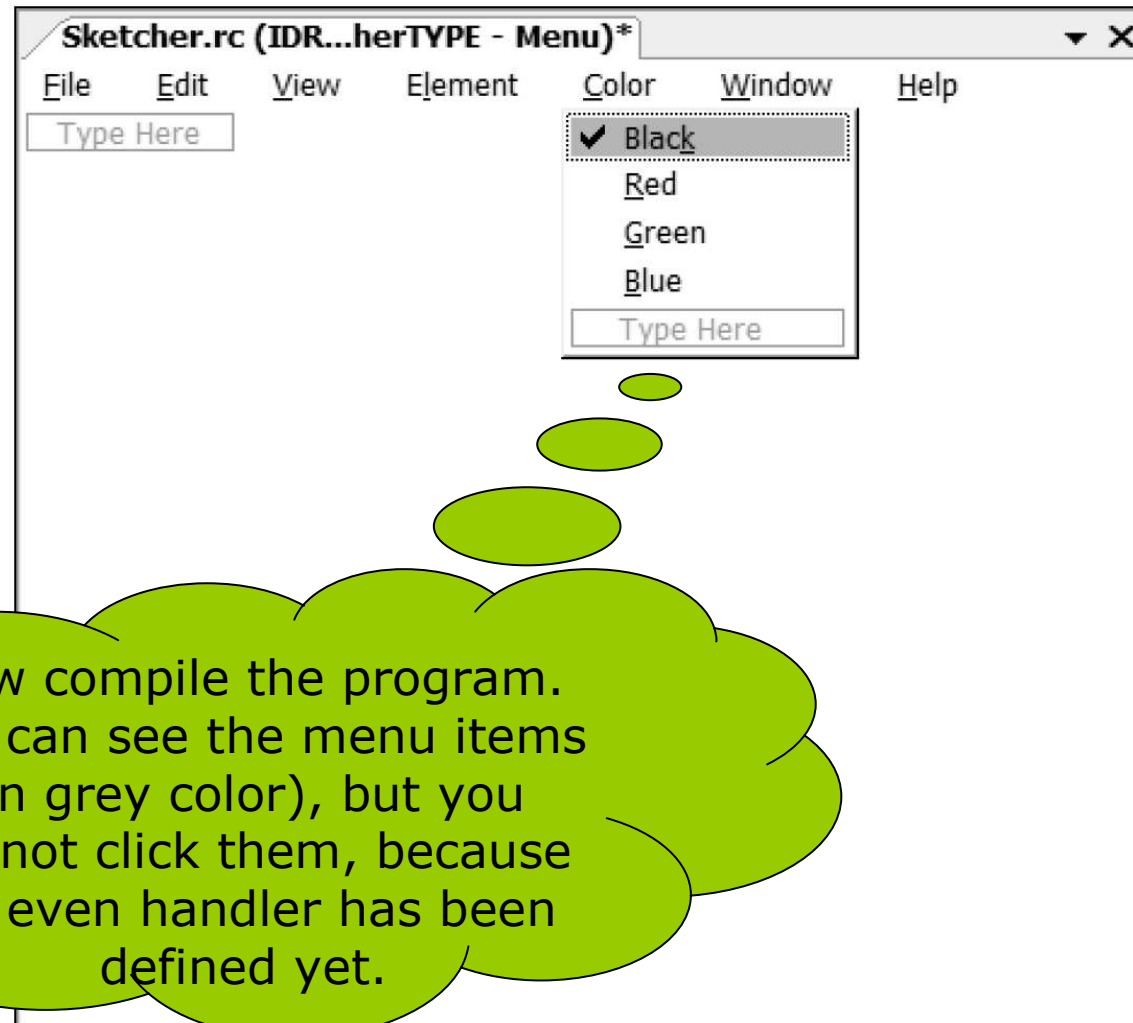 Sketcher.rc (IDR...herTYPE - Menu)*
File Edit View Element Color Window Help
Type Here
Black
Red
Green
Blue
Type Here
w compile the program.
can see the menu items
n grey color), but you
not click them, because
even handler has been
defined yet.